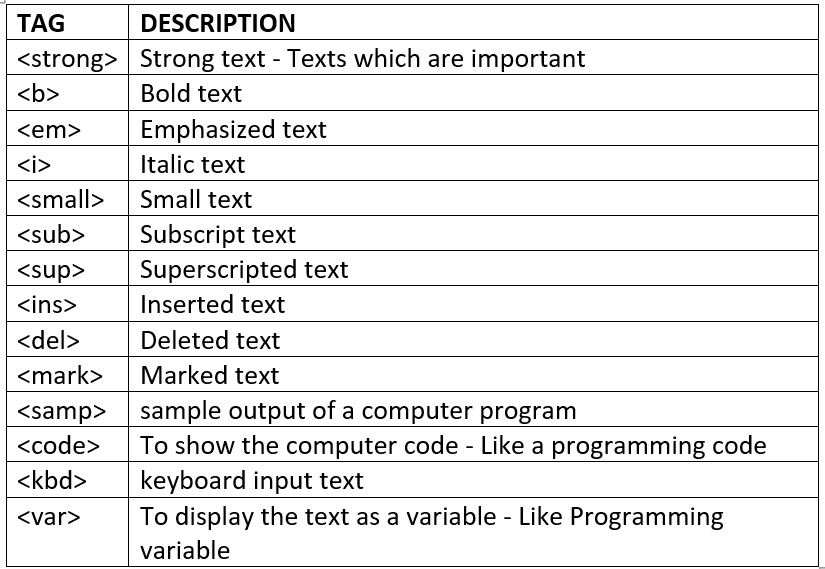 TAG DESCRIPTION
<strong> Strong text - Texts which are important
<b> Bold text
<em> Emphasized text
<i> Italic text
<small> Small text
<sub> Subscript text
<sup> Superscripted text
<ins> Inserted text
<del> Deleted text
<mark> Marked text
<samp> sample output of a computer program
<code> To show the computer code - Like a programming code
<kbd> keyboard input text
<var> To display the text as a variable - Like Programming
variable